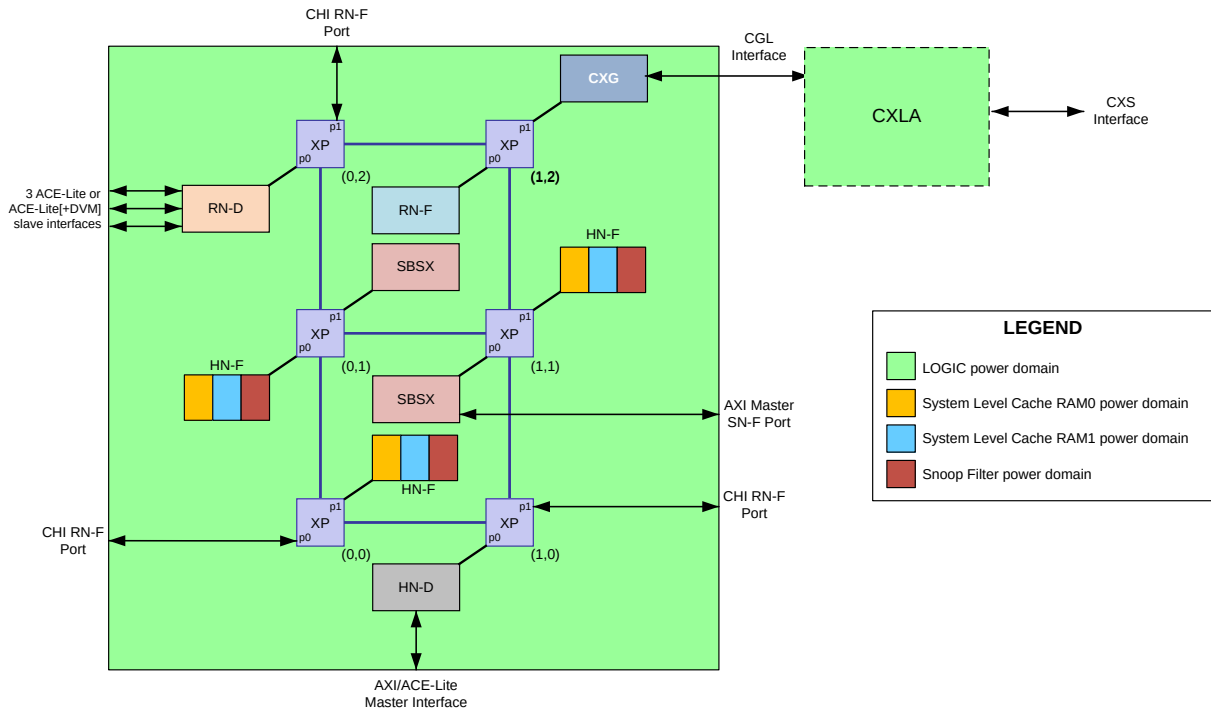 CHI RN-F
Port
CGL
Interface
CXG
CXLA
CXS
Interface
p1
XP
p0
(0,2)
p1
XP
p0
(1,2)
3 ACE-Lite or
ACE-Lite[+DVM]
slave interfaces
RN-D
RN-F
HN-F
SBSX
p1
XP
p0
(0,1)
p1
XP
p0
(1,1)
HN-F
SBSX
AXI Master
SN-F Port
LEGEND
LOGIC power domain
System Level Cache RAM0 power domain
System Level Cache RAM1 power domain
Snoop Filter power domain
HN-F
p1
XP
p0
(0,0)
p1
XP
p0
(1,0)
CHI RN-F
Port
CHI RN-F
Port
HN-D
AXI/ACE-Lite
Master Interface